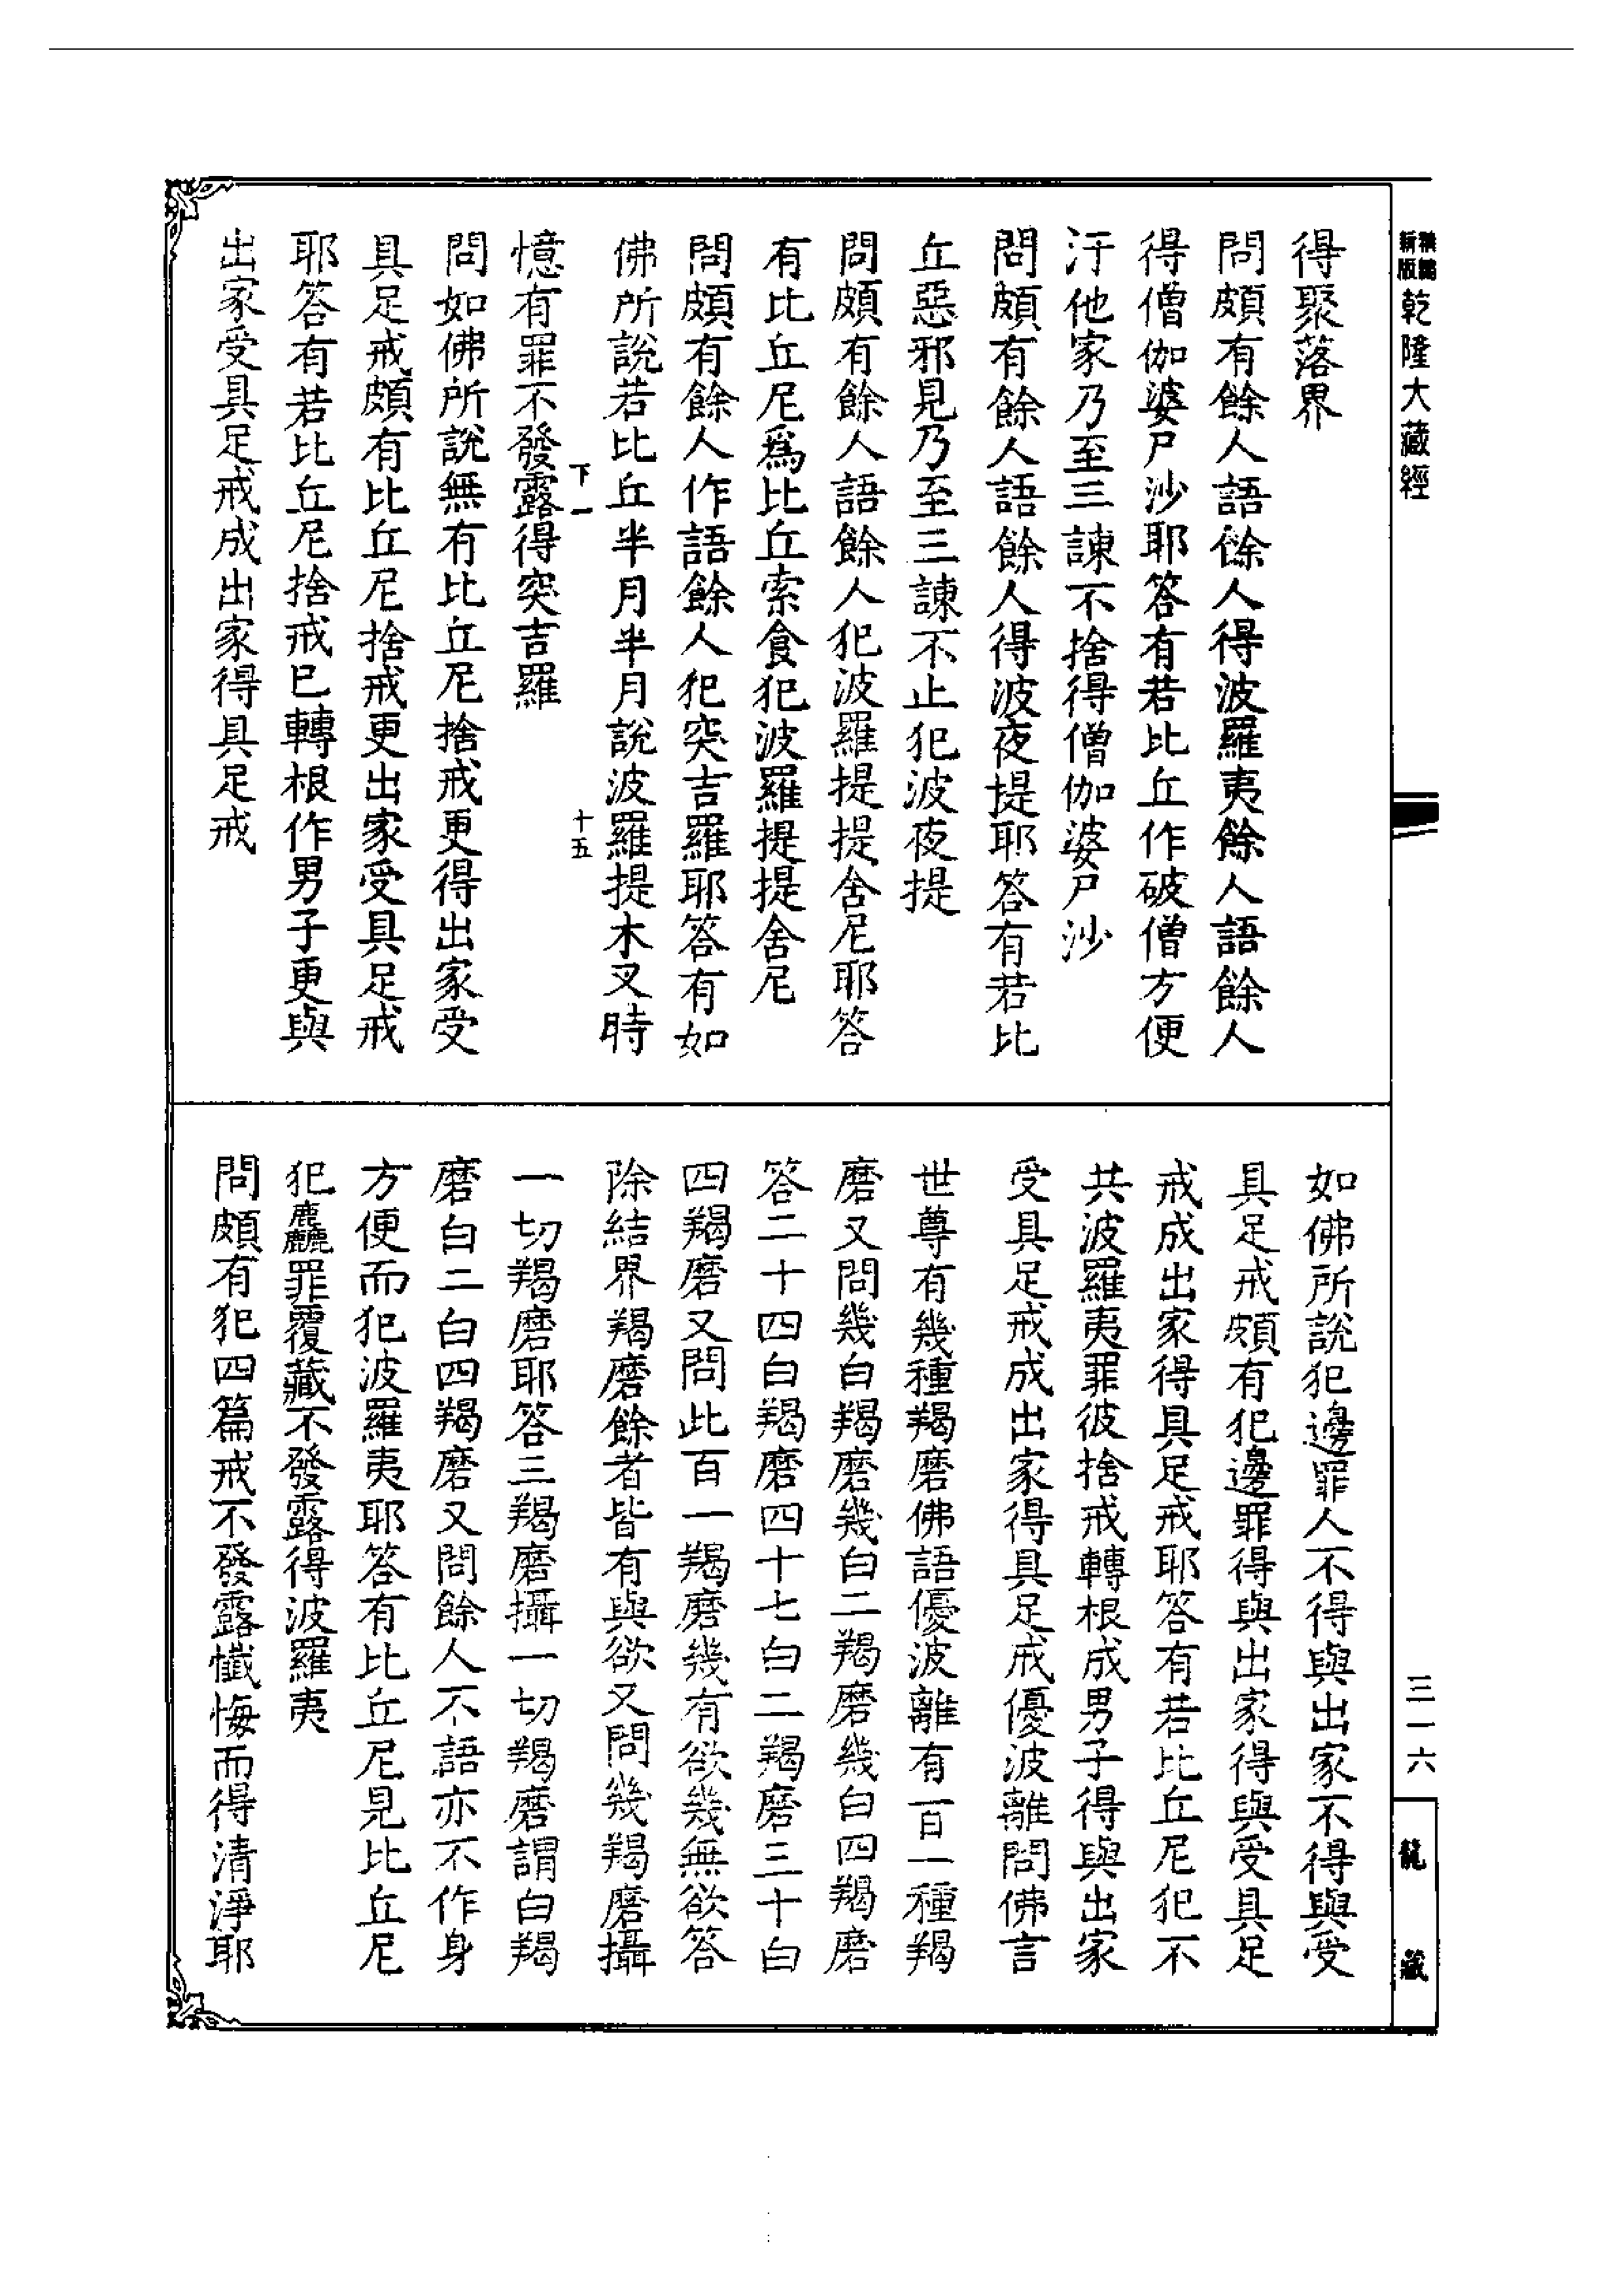 乾隆大藏經
得聚落界
問頗有餘人語餘人得波羅夷餘人語餘人
得僧伽婆尸沙耶答有若比丘作破僧方便
汙他家乃至三諫不捨得僧伽婆尸沙
問頗有餘人語餘人得波夜提耶答有若比
丘惡邪見乃至三諫不止犯波夜提
問頗有餘人語餘人犯波羅提提舍尼耶答
有比丘尼爲比丘索食犯波羅提提舍尼
問頗有餘人作語餘人犯突吉羅耶答有如
佛所說若比丘半月半月說波羅提木叉時
下一
十五
憶有罪不發露得突吉羅
問如佛所說無有比丘尼捨戒更得出家受
具足戒頗有比丘尼捨戒更出家受具足戒
耶答有若比丘尼捨戒已轉根作男子更與
出家受具足戒成出家得具足戒
如佛所說犯邊罪人不得與出家不得與受
具足戒頗有犯邊罪得與出家得與受具足
戒成出家得具足戒耶答有若比丘尼犯不
共波羅夷罪彼捨戒轉根成男子得與出家
受具足戒成出家得具足戒優波離問佛言
世尊有幾種羯磨佛語優波離有一百一種羯
磨又問幾白羯磨幾白二羯磨幾白四羯磨
答二十四白羯磨四十七白二羯磨三十白
四羯磨又問此百一羯磨幾有欲幾無欲答
除結界羯磨餘者皆有與欲又問幾羯磨攝
一切羯磨耶答三羯磨攝一切羯磨謂白羯
磨白二白四羯磨又問餘人不語亦不作身
方便而犯波羅夷耶答有比丘尼見比丘尼
犯麤罪覆藏不發露得波羅夷
問頗有犯四篇戒不發露懺悔而得清淨耶
三一六
龍藏